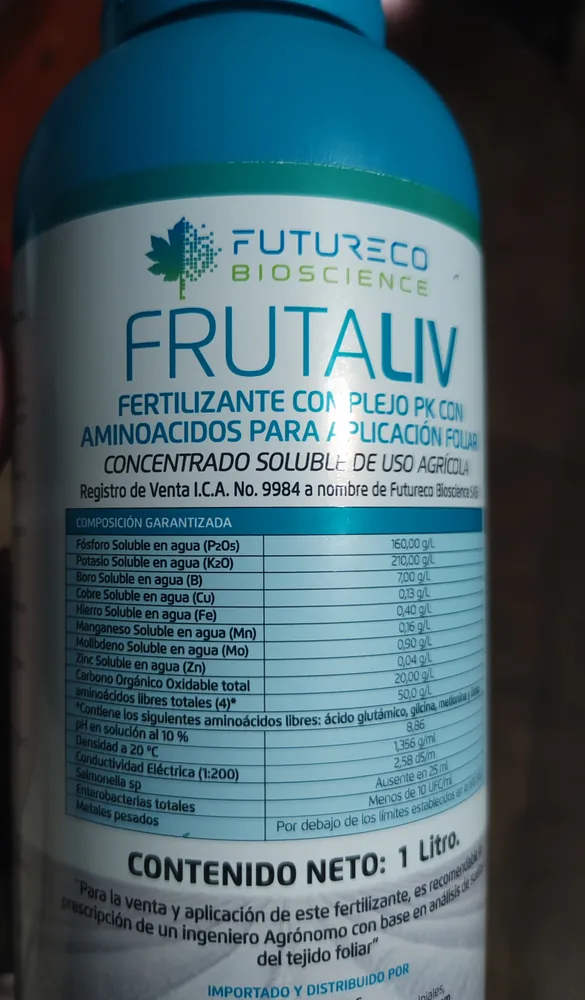 FUTURECO
BIOSCIENCE
FRUTALIV
FERTILIZANTE COMPLEJO PK CON
AMINOACIDOS PARA APLICACIÓN FOLIAR
CONCENTRADO SOLUBLE DE USO AGRÍCOLA
Registro de Venta I.C.A. No. 9984 a nombre de Futureco Bioscience
COMPOSICIÓN GARANTIZADA
Fósforo Soluble en agua (P2O5) 160,00 g/L
Potasio Soluble en agua (K2O) 210,00 g/L
Boro Soluble en agua (B) 7,00 g/L
Cobre Soluble en agua (Cu) 0,13 g/L
Hierro Soluble en agua (Fe) 0,40 g/L
Manganeso Soluble en agua (Mn) 0,16 g/L
Molibdeno Soluble en agua (Mo) 0,90 g/L
Zinc Soluble en agua (Zn) 0,04 g/L
Carbono Orgánico Oxidable total 20,00 g/L
aminoácidos libres totales (4)* 50,0 g/L
*Contiene los siguientes aminoácidos libres: ácido glutámico, glicina, metionina y
pH en solución al 10 % 8,86
Densidad a 20 °C 1,356 g/ml
Conductividad Eléctrica (1:200) 2,58 dS/m
Salmonella sp Ausente en 25 ml
Enterobacterias totales Menos de 10 UFC/ml
Metales pesados Por debajo de los límites establecidos en la
CONTENIDO NETO: 1 Litro.
"Para la venta y aplicación de este fertilizante, es recomendable
prescripción de un ingeniero Agrónomo con base en análisis de
del tejido foliar"
IMPORTADO Y DISTRIBUIDO POR